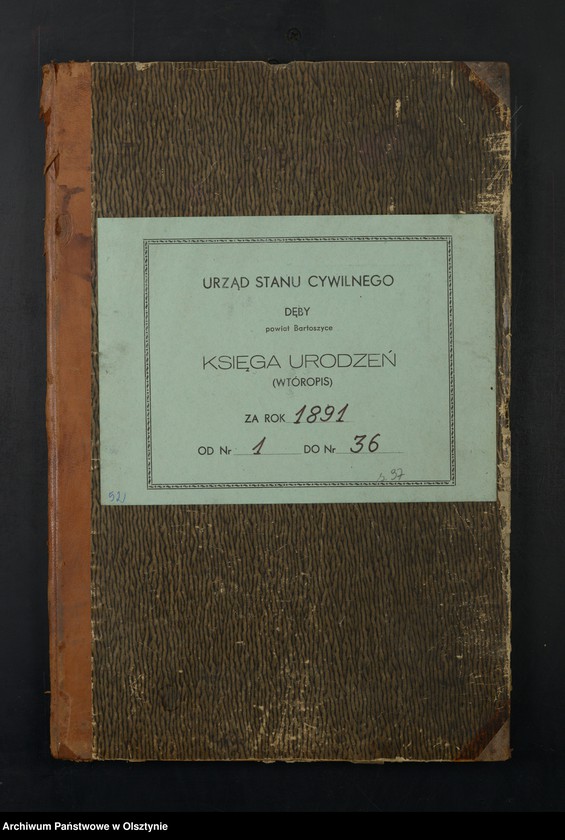 URZĄD STANU CYWILNEGO
DĘBY
powiat Bartoszyce
KSIĘGA URODZEŃ
(WTÓROPIS)
ZA ROK 1891
OD Nr 1 DO Nr 36
s. 37
521
Archiwum Państwowe w Olsztynie